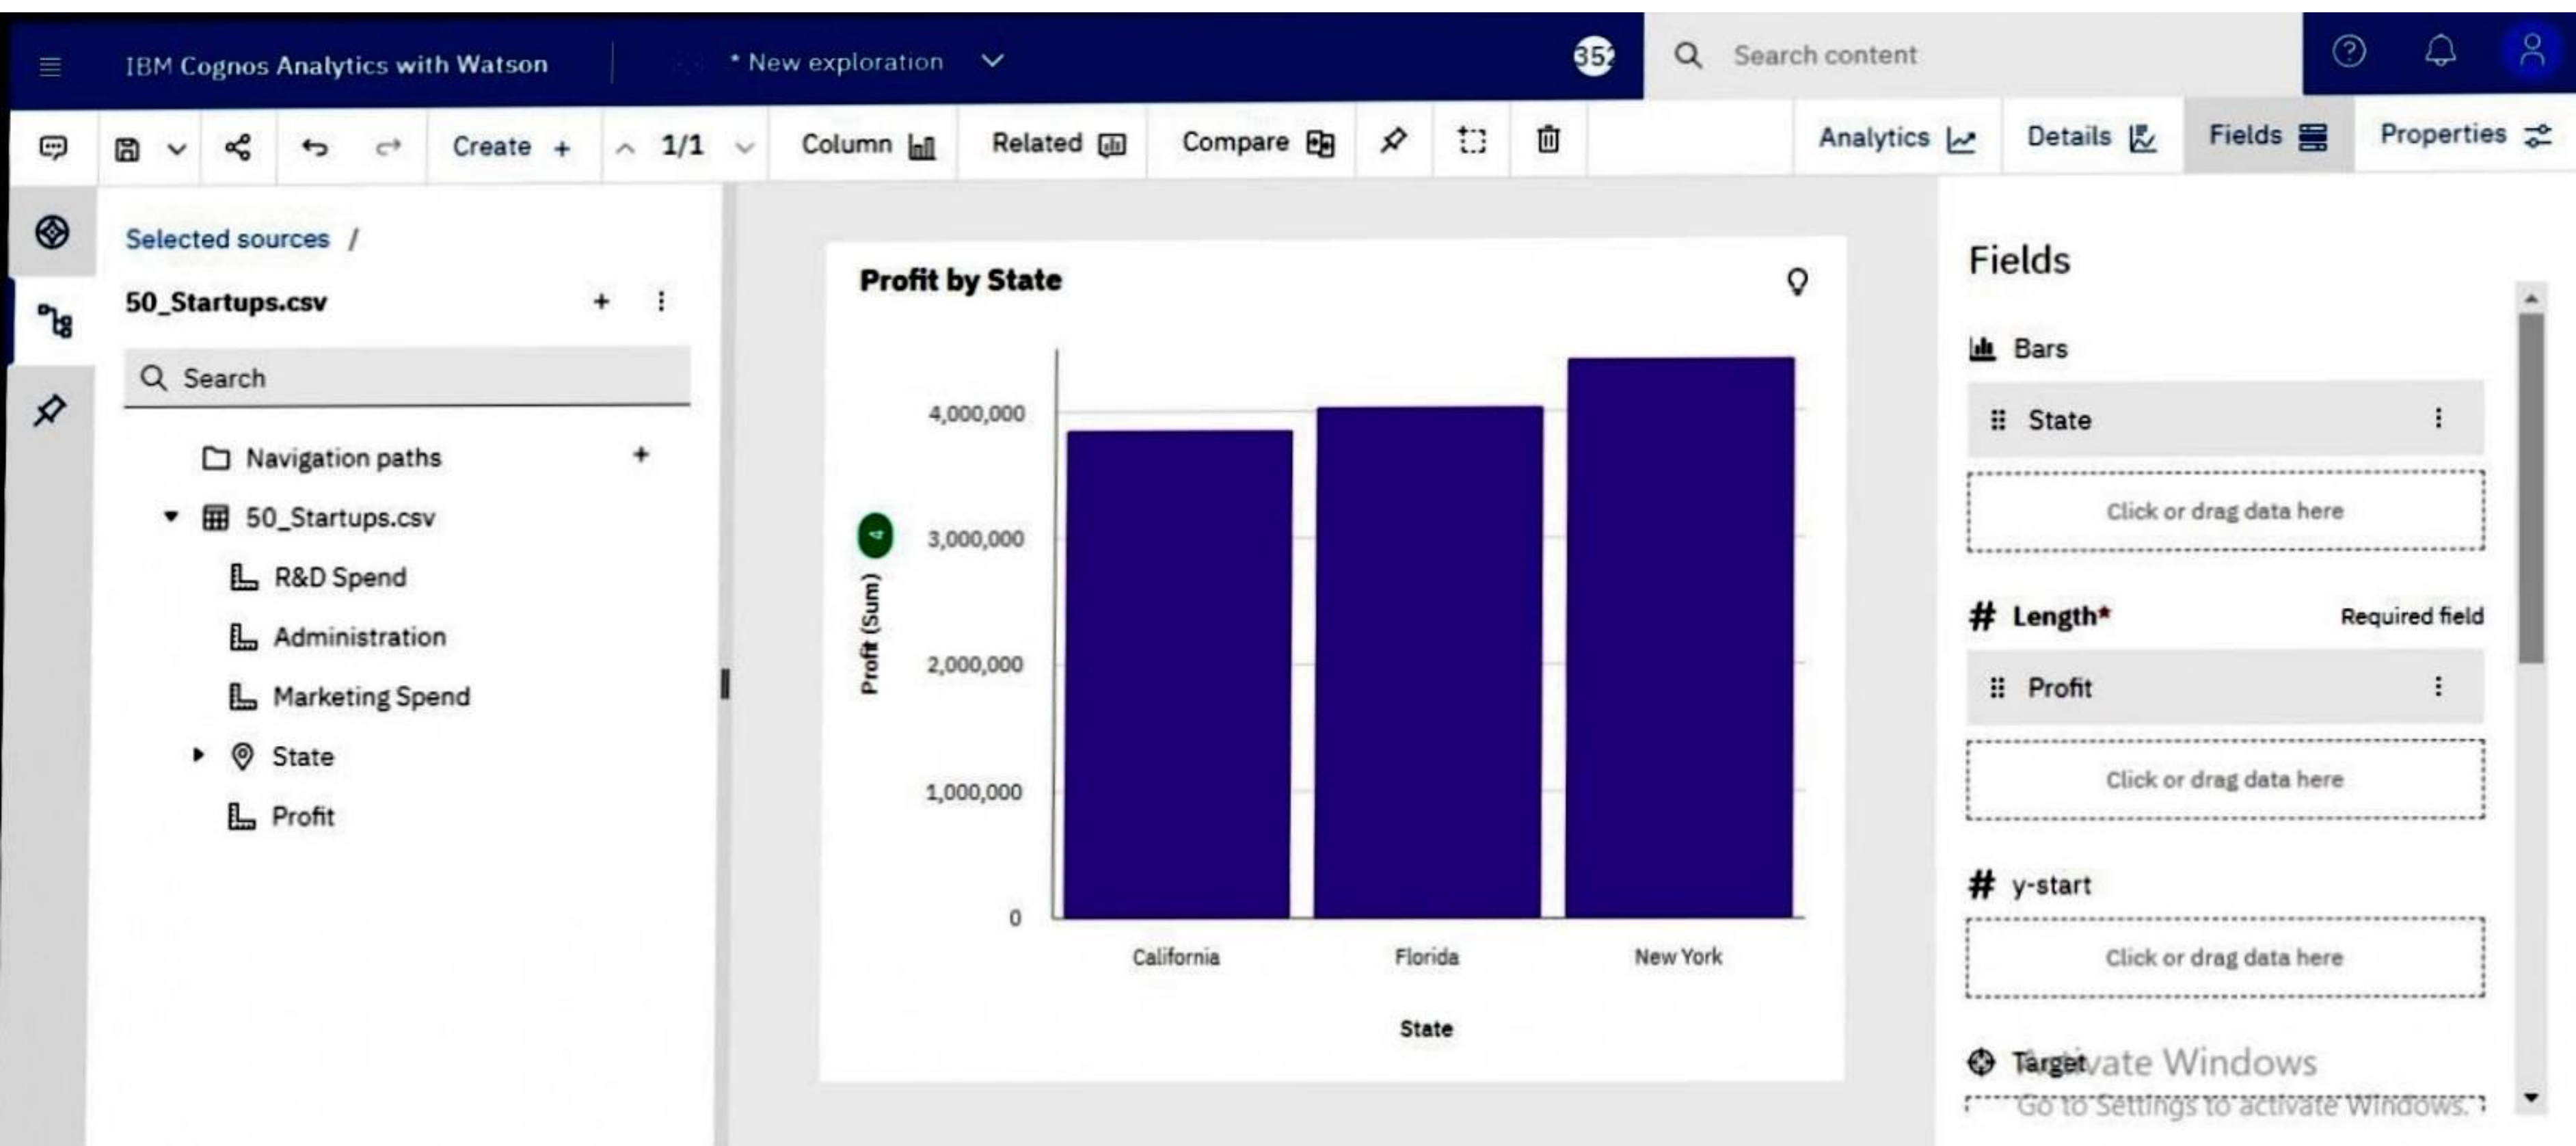 IBM Cognos Analytics with Watson
* New exploration
352
Search content
Create +
1/1
Column
Related
Compare
Analytics
Details
Fields
Properties
Selected sources /
50_Startups.csv
Search
Navigation paths
50_Startups.csv
R&D Spend
Administration
Marketing Spend
State
Profit
Profit by State
4,000,000
3,000,000
2,000,000
1,000,000
0
Profit (Sum)
4
California
Florida
New York
State
Fields
Bars
State
Click or drag data here
# Length*
Required field
Profit
Click or drag data here
# y-start
Click or drag data here
Target
Activate Windows
Go to Settings to activate Windows.